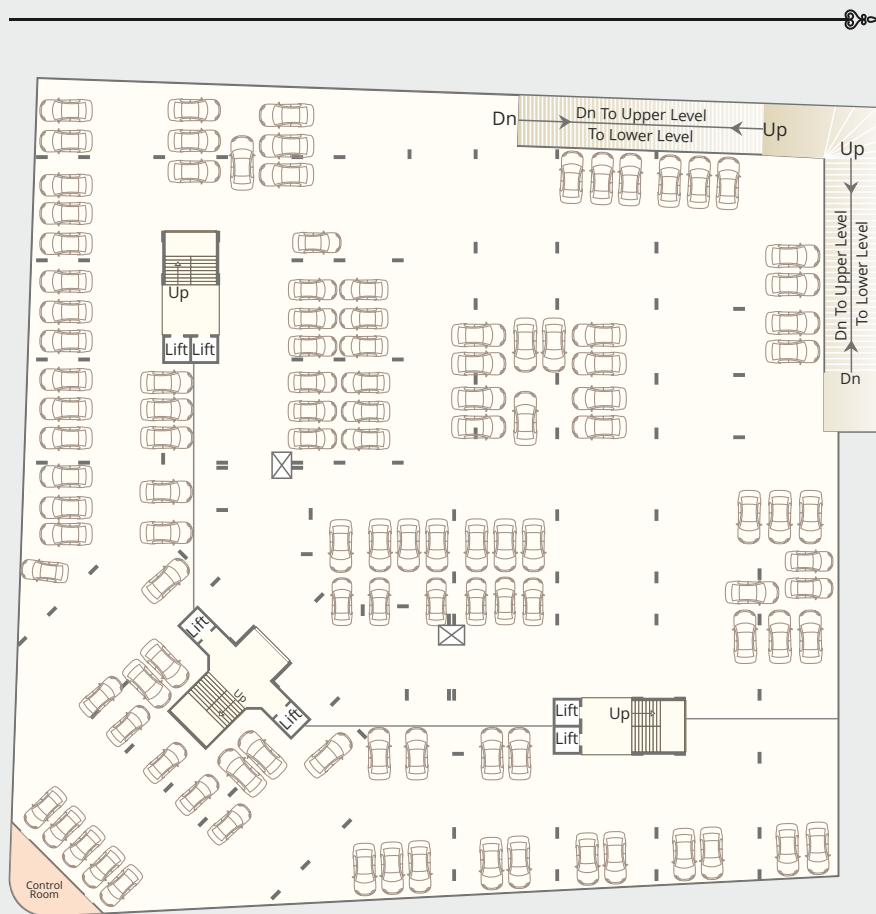 Dn
Dn To Upper Level
To Lower Level
Up
Up
Dn To Upper Level
To Lower Level
Dn
Up
Lift Lift
Lift
Up
Lift
Lift
Up
Lift
Control
Room